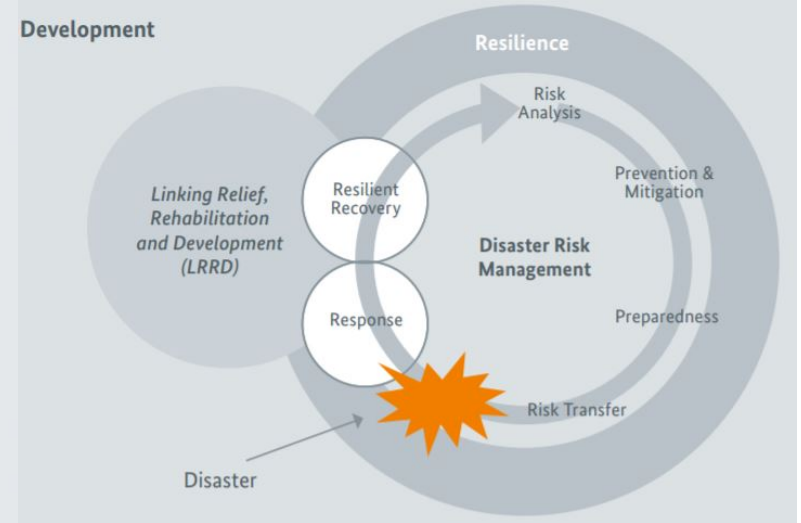 Development
Resilience
Risk
Analysis
Prevention &
Mitigation
Resilient
Recovery
Linking Relief,
Rehabilitation
and Development
(LRRD)
Disaster Risk
Management
Response
Preparedness
Risk Transfer
Disaster